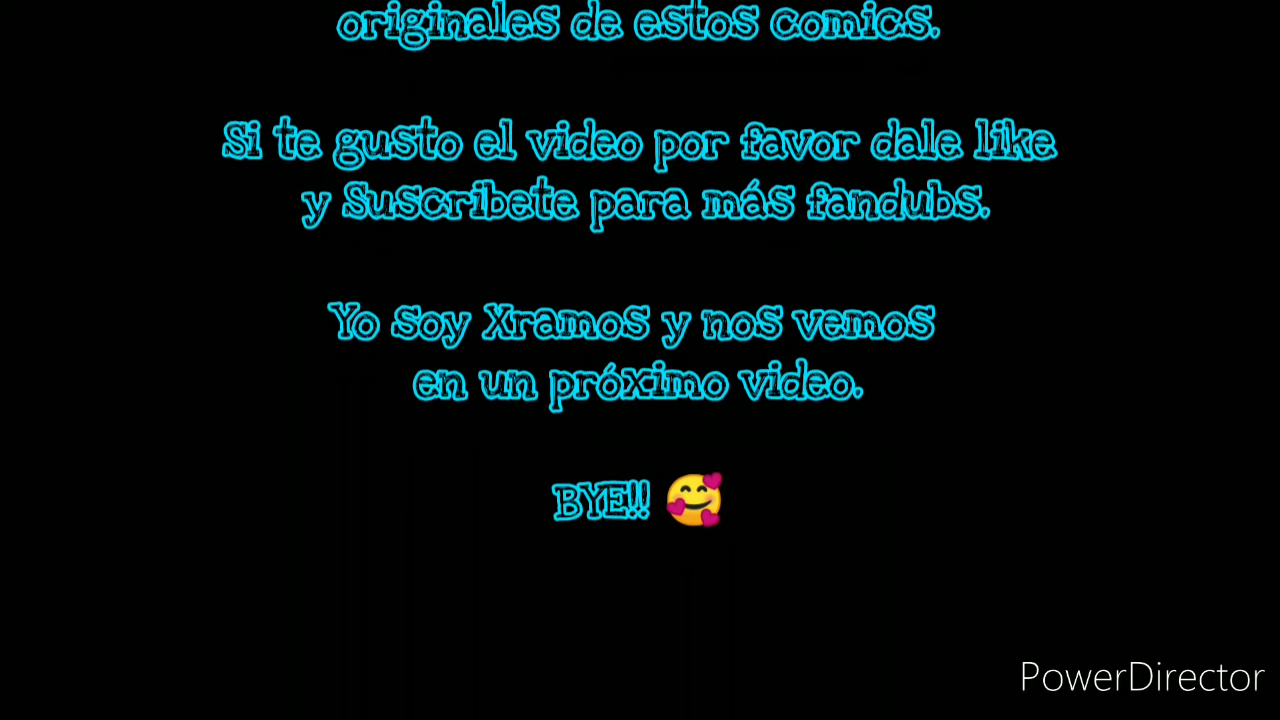 originales de estos comics.
Si te gusto el video por favor dale like
y Suscribete para más fandubs.
Yo soy Xramos y nos vemos
en un próximo video.
BYE!! 🥰
PowerDirector